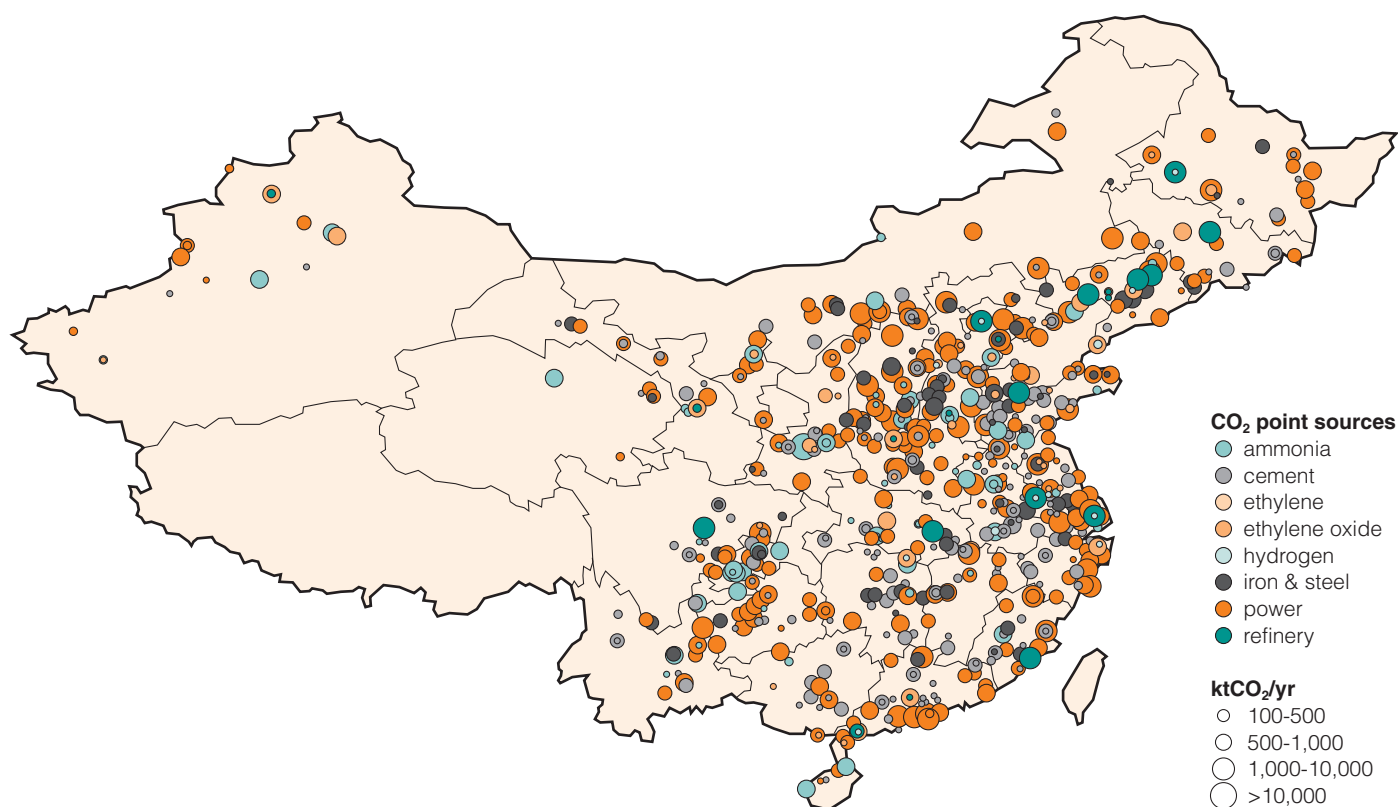 CO₂ point sources
ammonia
cement
ethylene
ethylene oxide
hydrogen
iron & steel
power
refinery
ktCO₂/yr
100-500
500-1,000
1,000-10,000
>10,000